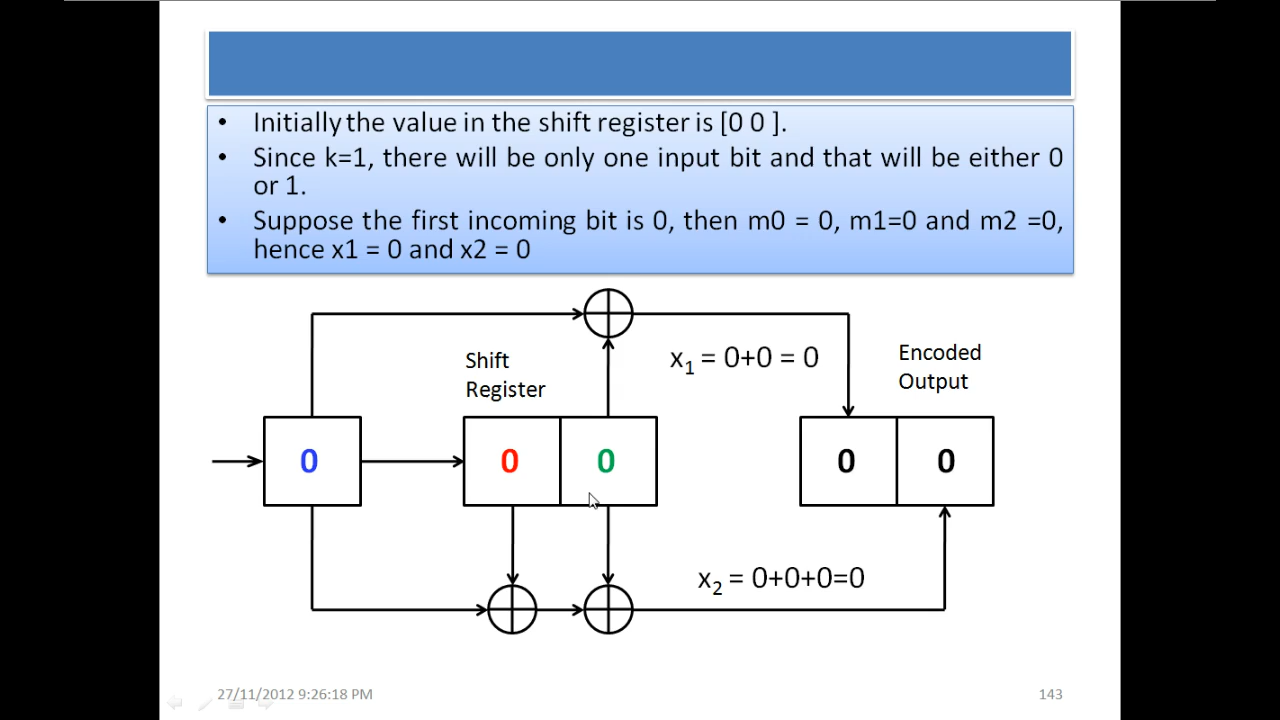 • Initially the value in the shift register is [0 0 ].
• Since k=1, there will be only one input bit and that will be either 0
or 1.
• Suppose the first incoming bit is 0, then m0 = 0, m1=0 and m2 =0,
hence x1 = 0 and x2 = 0
Shift
Register
x₁ = 0+0 = 0
Encoded
Output
0
0 0
0 0
x₂ = 0+0+0=0
27/11/2012 9:26:18 PM
143